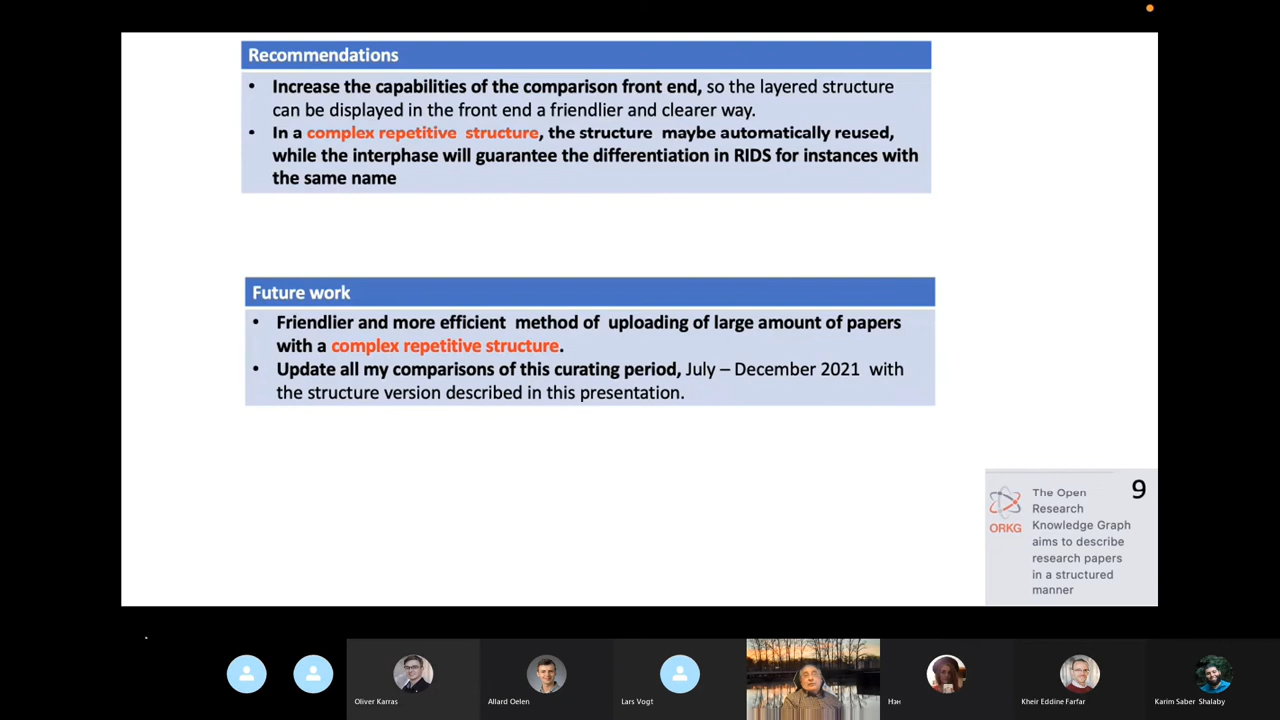 Recommendations
• Increase the capabilities of the comparison front end, so the layered structure
can be displayed in the front end a friendlier and clearer way.
• In a complex repetitive structure, the structure maybe automatically reused,
while the interphase will guarantee the differentiation in RIDS for instances with
the same name
Future work
• Friendlier and more efficient method of uploading of large amount of papers
with a complex repetitive structure.
• Update all my comparisons of this curating period, July – December 2021 with
the structure version described in this presentation.
9
ORKG
The Open
Research
Knowledge Graph
aims to describe
research papers
in a structured
manner
Oliver Karras
Allard Oelen
Lars Vogt
Нэн
Kheir Eddine Farfar
Karim Saber Shalaby